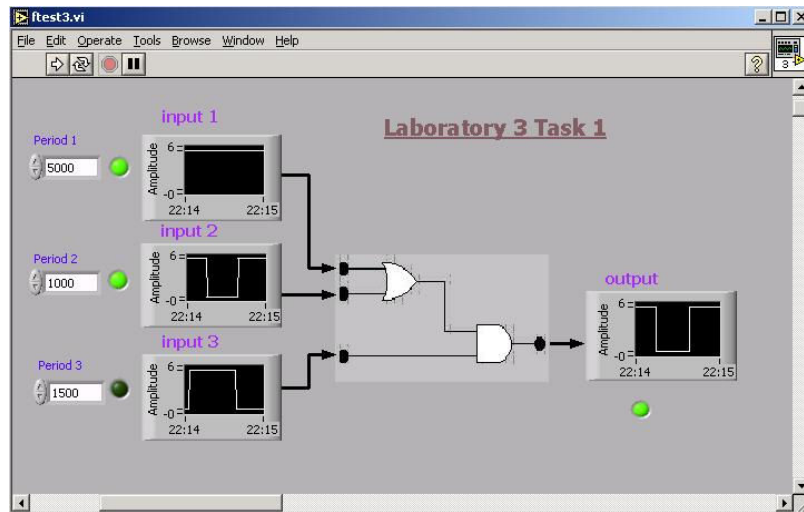 ftest3.vi
File Edit Operate Tools Browse Window Help
3
Laboratory 3 Task 1
input 1
Period 1
5000
Amplitude
6
-0
22:14 22:15
input 2
Period 2
1000
Amplitude
6
-0
22:14 22:15
input 3
Period 3
1500
Amplitude
6
-0
22:14 22:15
output
Amplitude
6
-0
22:14 22:15